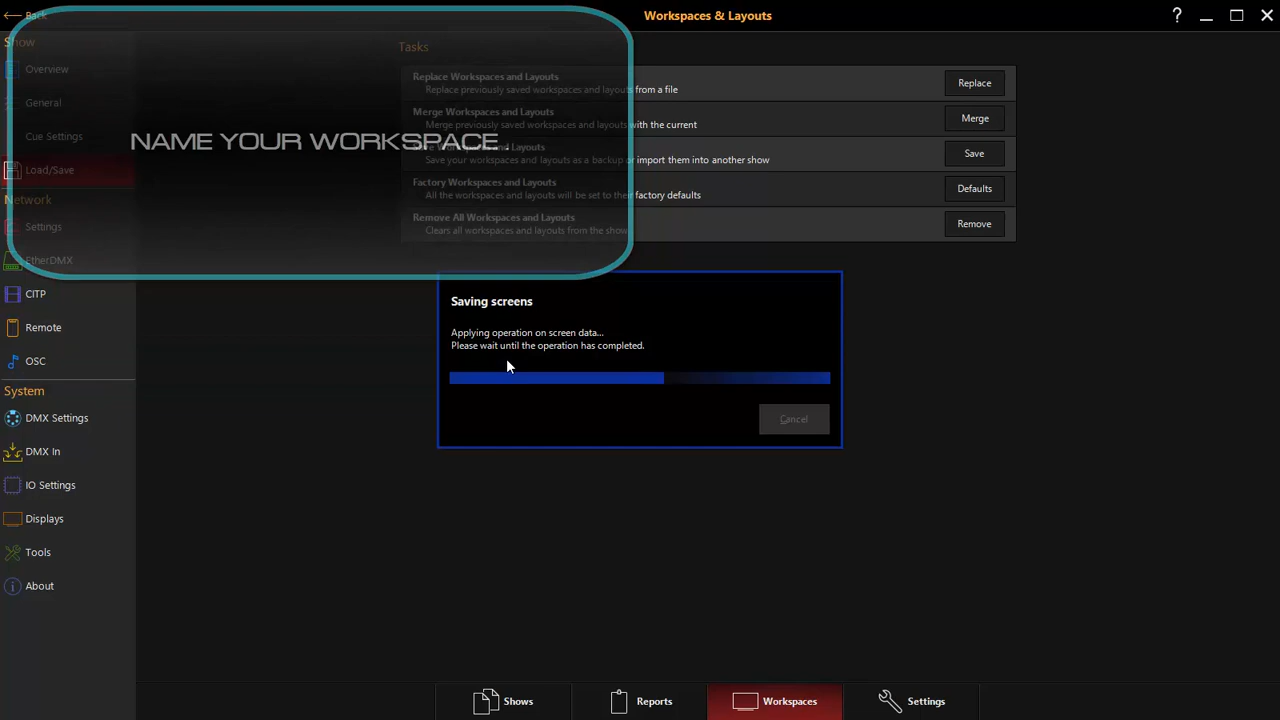 Back
Workspaces & Layouts
?
Show
Overview
General
Cue Settings
Load/Save
Network
Settings
EtherDMX
CITP
Remote
OSC
System
DMX Settings
DMX In
IO Settings
Displays
Tools
About
NAME YOUR WORKSPACE...
Tasks
Replace Workspaces and Layouts
Replace previously saved workspaces and layouts from a file
Replace
Merge Workspaces and Layouts
Merge previously saved workspaces and layouts with the current
Merge
Save Workspaces and Layouts
Save your workspaces and layouts as a backup or import them into another show
Save
Factory Workspaces and Layouts
All the workspaces and layouts will be set to their factory defaults
Defaults
Remove All Workspaces and Layouts
Clears all workspaces and layouts from the show
Remove
Saving screens
Applying operation on screen data...
Please wait until the operation has completed.
Cancel
Shows
Reports
Workspaces
Settings